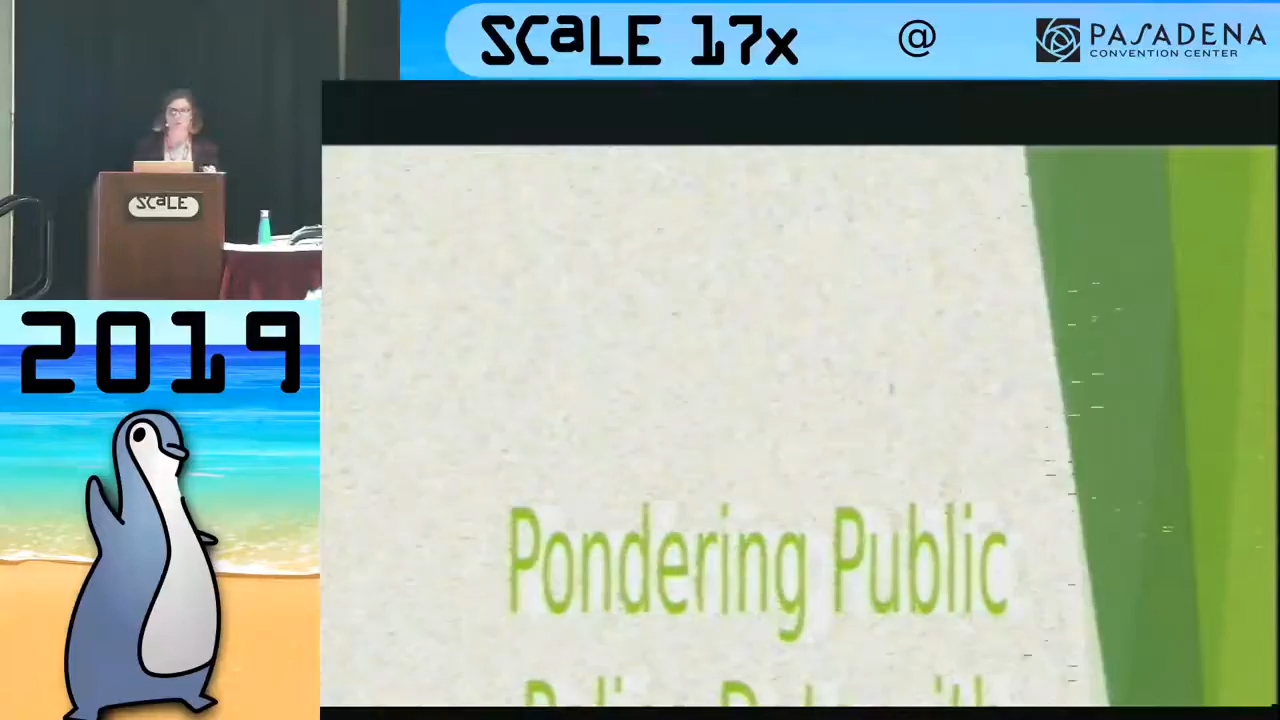 SCaLE 17x @ PASADENA
CONVENTION CENTER
SCaLE
2019
Pondering Public